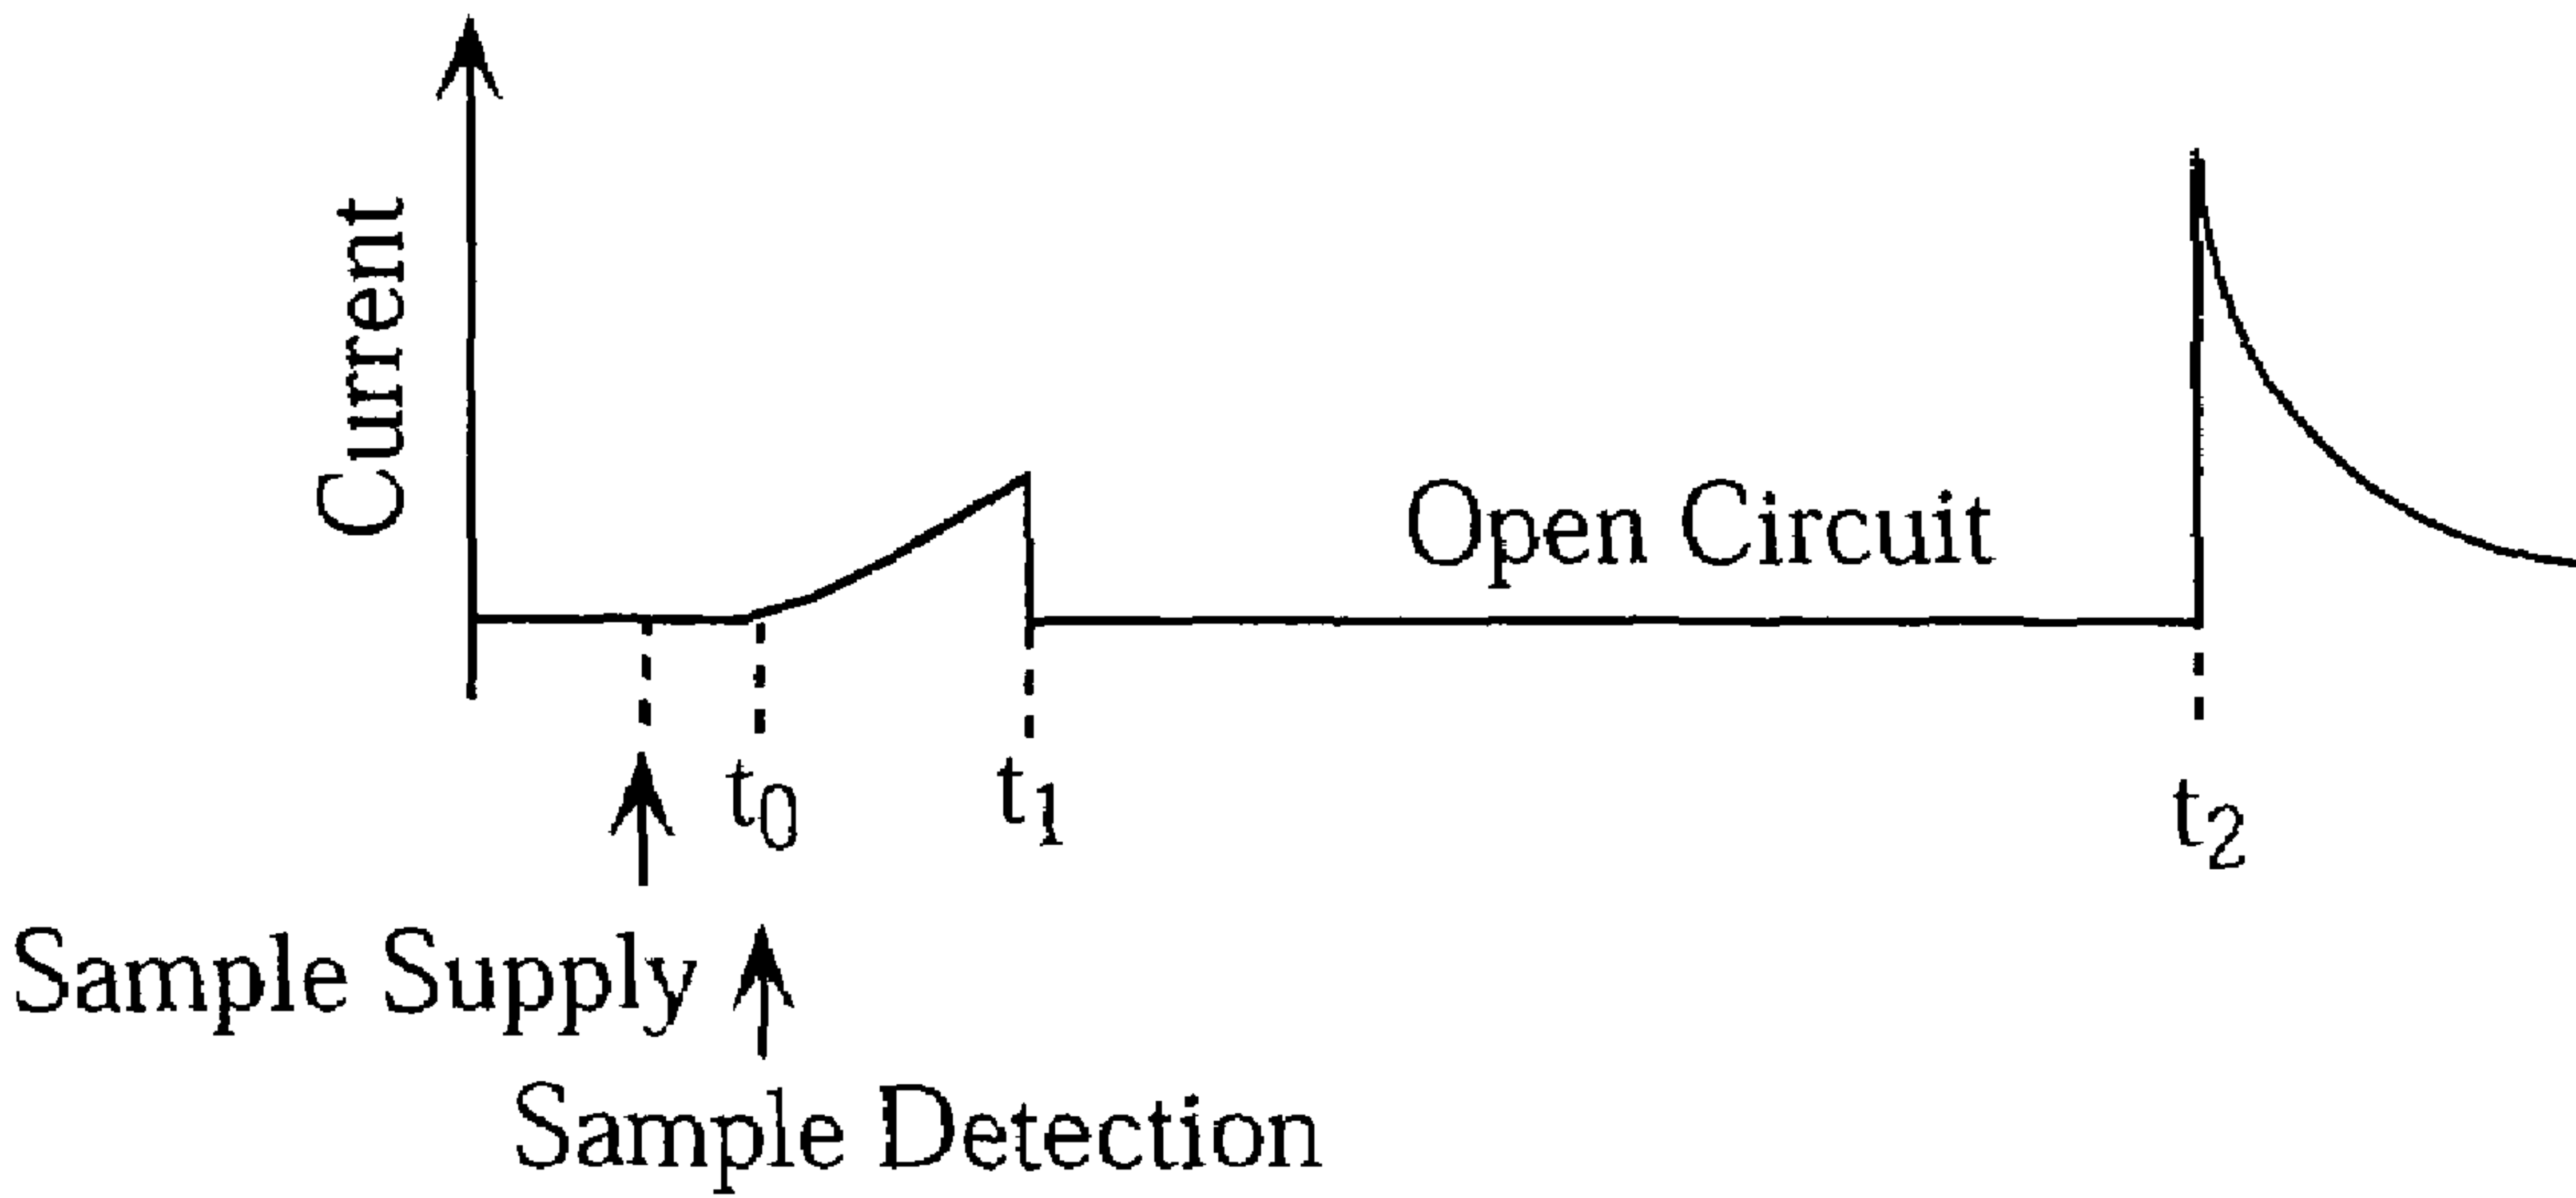 Current
Open Circuit
t0
t1
t2
Sample Supply
Sample Detection